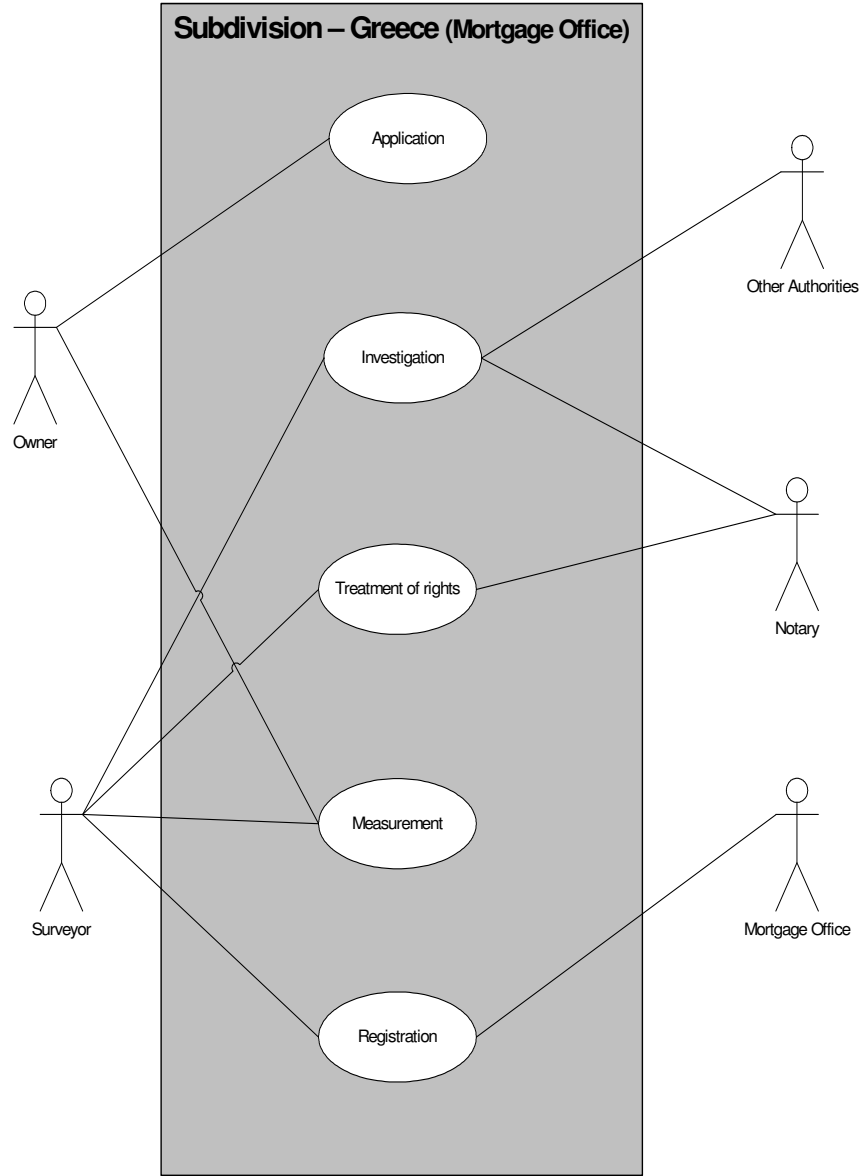 Subdivision – Greece (Mortgage Office)
Application
Other Authorities
Investigation
Owner
Treatment of rights
Notary
Measurement
Surveyor
Mortgage Office
Registration